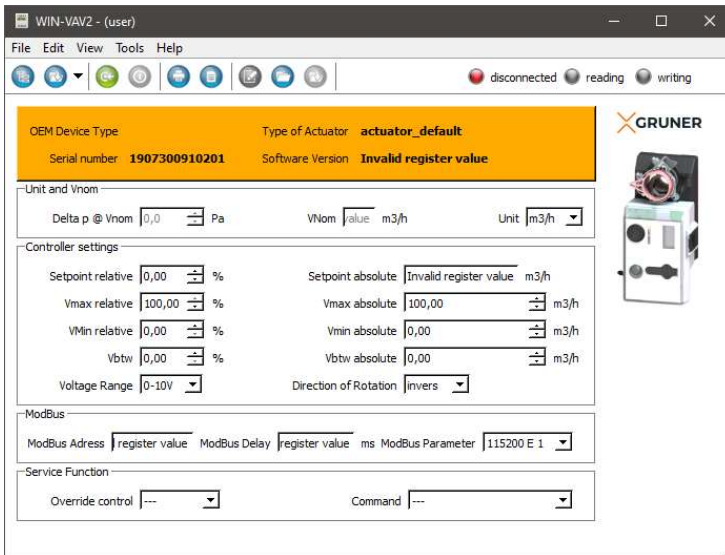 WIN-VAV2 - (user)
File Edit View Tools Help
disconnected reading writing
OEM Device Type Type of Actuator actuator_default
Serial number 1907300910201 Software Version Invalid register value
GRUNER
Unit and Vnom
Delta p @ Vnom 0,0 Pa VNom value m3/h Unit m3/h
Controller settings
Setpoint relative 0,00 % Setpoint absolute Invalid register value m3/h
Vmax relative 100,00 % Vmax absolute 100,00 m3/h
VMin relative 0,00 % Vmin absolute 0,00 m3/h
Vbtw 0,00 % Vbtw absolute 0,00 m3/h
Voltage Range 0-10V Direction of Rotation invers
ModBus
ModBus Adress register value ModBus Delay register value ms ModBus Parameter 115200 E 1
Service Function
Override control --- Command ---